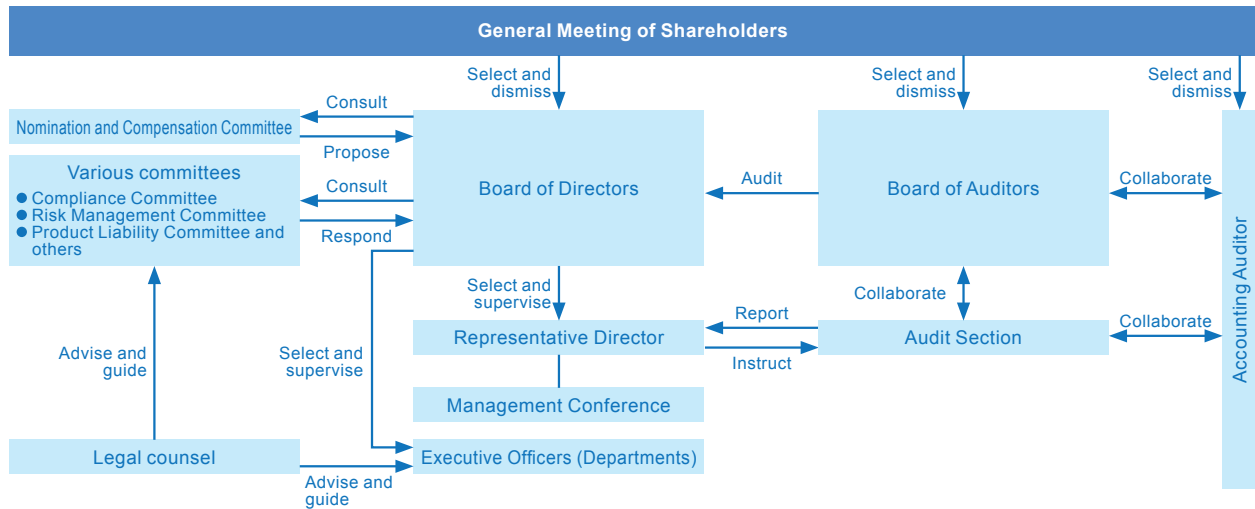 General Meeting of Shareholders
Select and
dismiss
Select and
dismiss
Select and
dismiss
Consult
Nomination and Compensation Committee
Propose
Various committees
● Compliance Committee
● Risk Management Committee
● Product Liability Committee and
others
Consult
Respond
Board of Directors
Audit
Board of Auditors
Collaborate
Accounting Auditor
Select and
supervise
Collaborate
Representative Director
Report
Instruct
Audit Section
Collaborate
Advise and
guide
Select and
supervise
Management Conference
Legal counsel
Executive Officers (Departments)
Advise and
guide